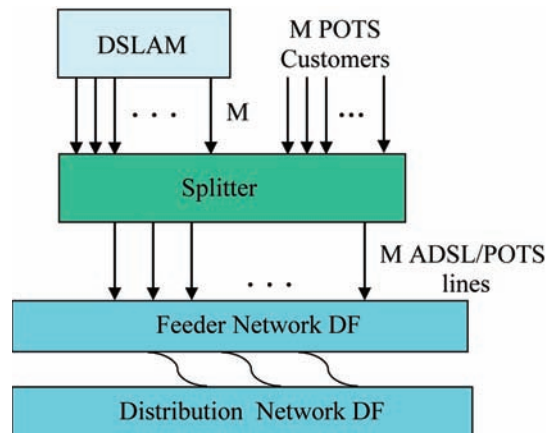 DSLAM
M POTS
Customers
. . .
M
...
Splitter
M ADSL/POTS
lines
. . .
Feeder Network DF
Distribution Network DF